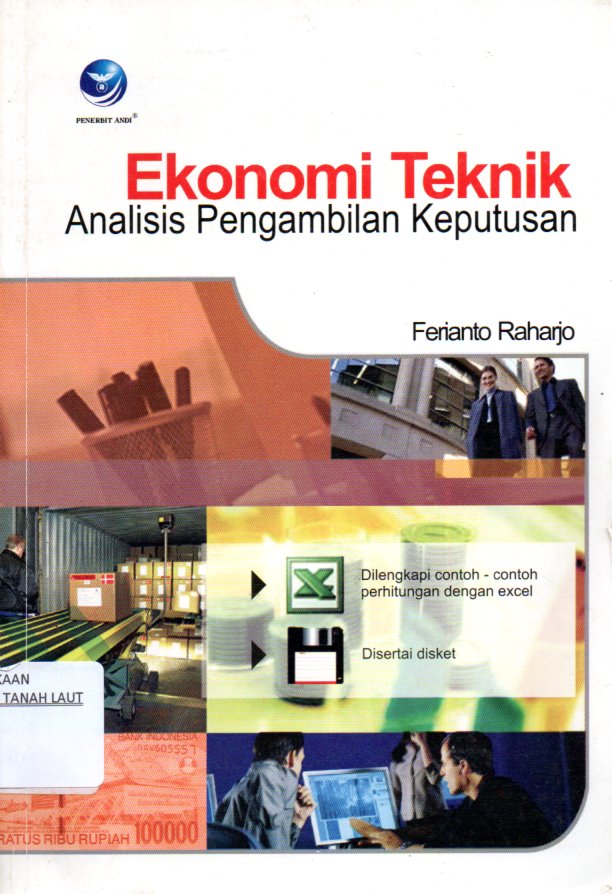 PENERBIT ANDI®
Ekonomi Teknik
Analisis Pengambilan Keputusan
Ferianto Raharjo
Dilengkapi contoh - contoh
perhitungan dengan excel
Disertai disket
KAAN
TANAH LAUT
BANK INDONESIA
RATUS RIBU RUPIAH 100000